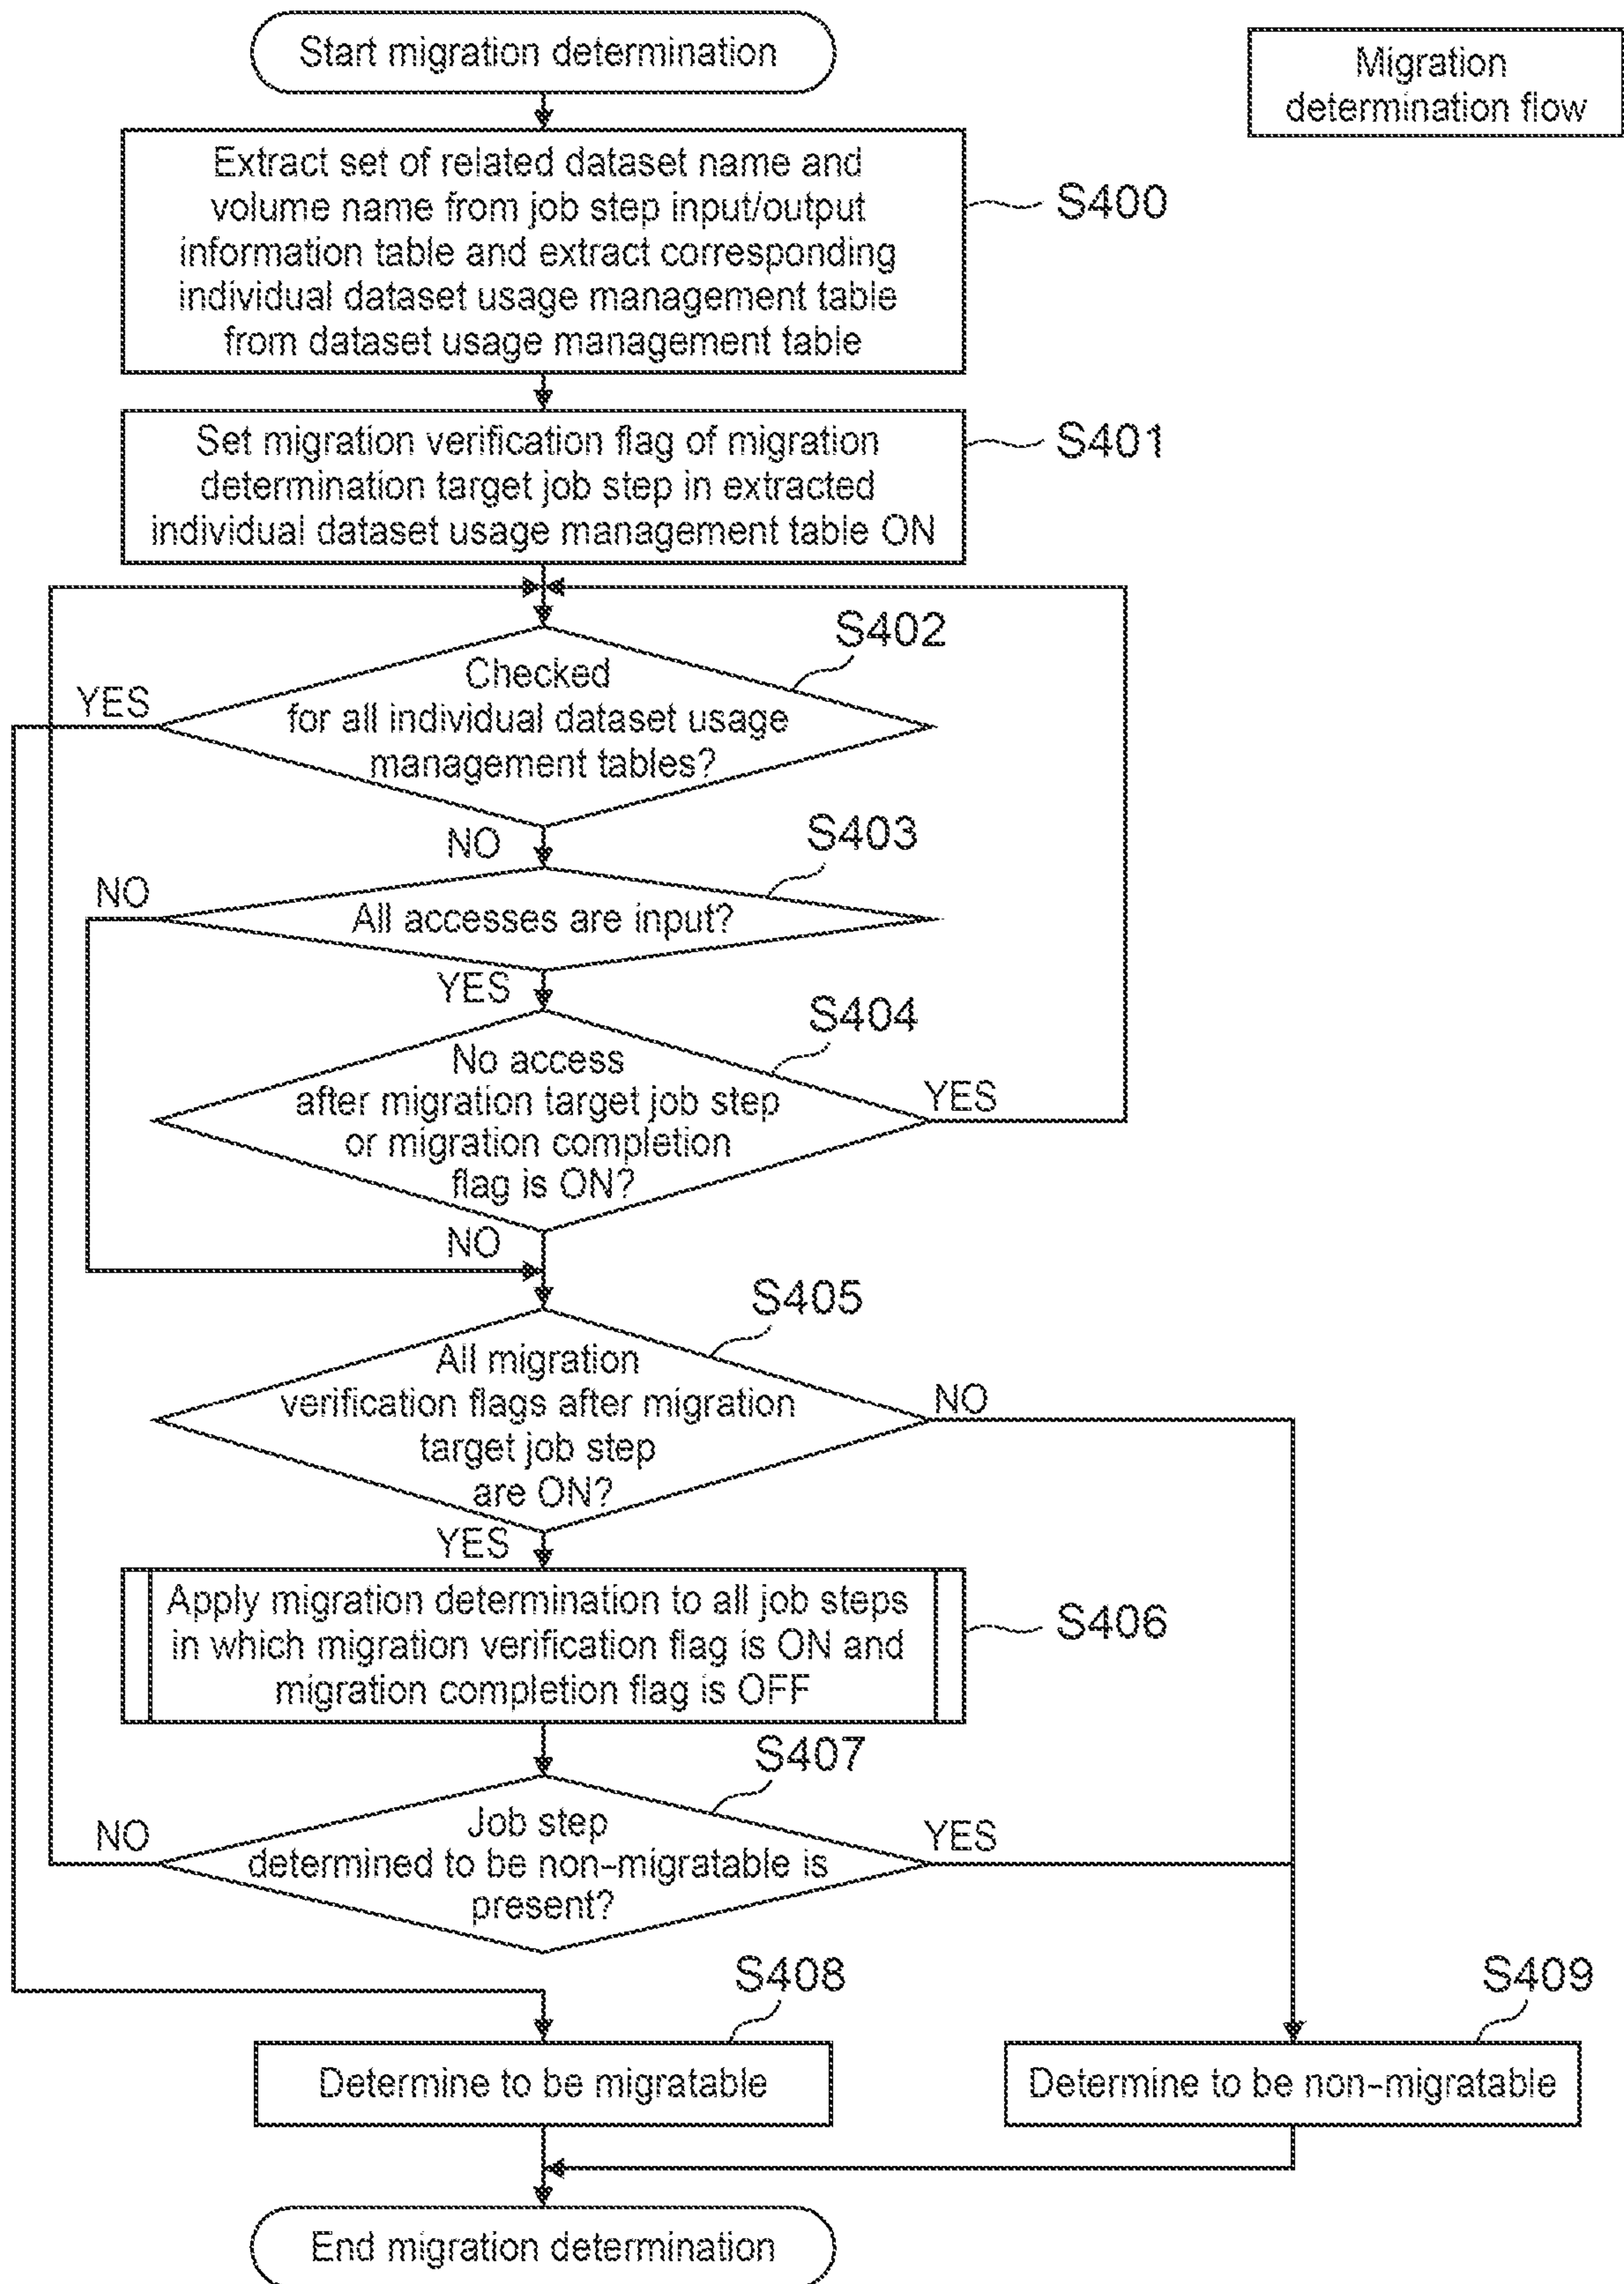 Start migration determination
Migration
determination flow
Extract set of related dataset name and
volume name from job step input/output
information table and extract corresponding
individual dataset usage management table
from dataset usage management table
S400
Set migration verification flag of migration
determination target job step in extracted
individual dataset usage management table ON
S401
S402
Checked
for all individual dataset usage
management tables?
YES
NO
S403
All accesses are input?
NO
YES
S404
No access
after migration target job step
or migration completion
flag is ON?
YES
NO
S405
All migration
verification flags after migration
target job step
are ON?
NO
YES
Apply migration determination to all job steps
in which migration verification flag is ON and
migration completion flag is OFF
S406
S407
Job step
determined to be non-migratable is
present?
NO
YES
S408
Determine to be migratable
S409
Determine to be non-migratable
End migration determination